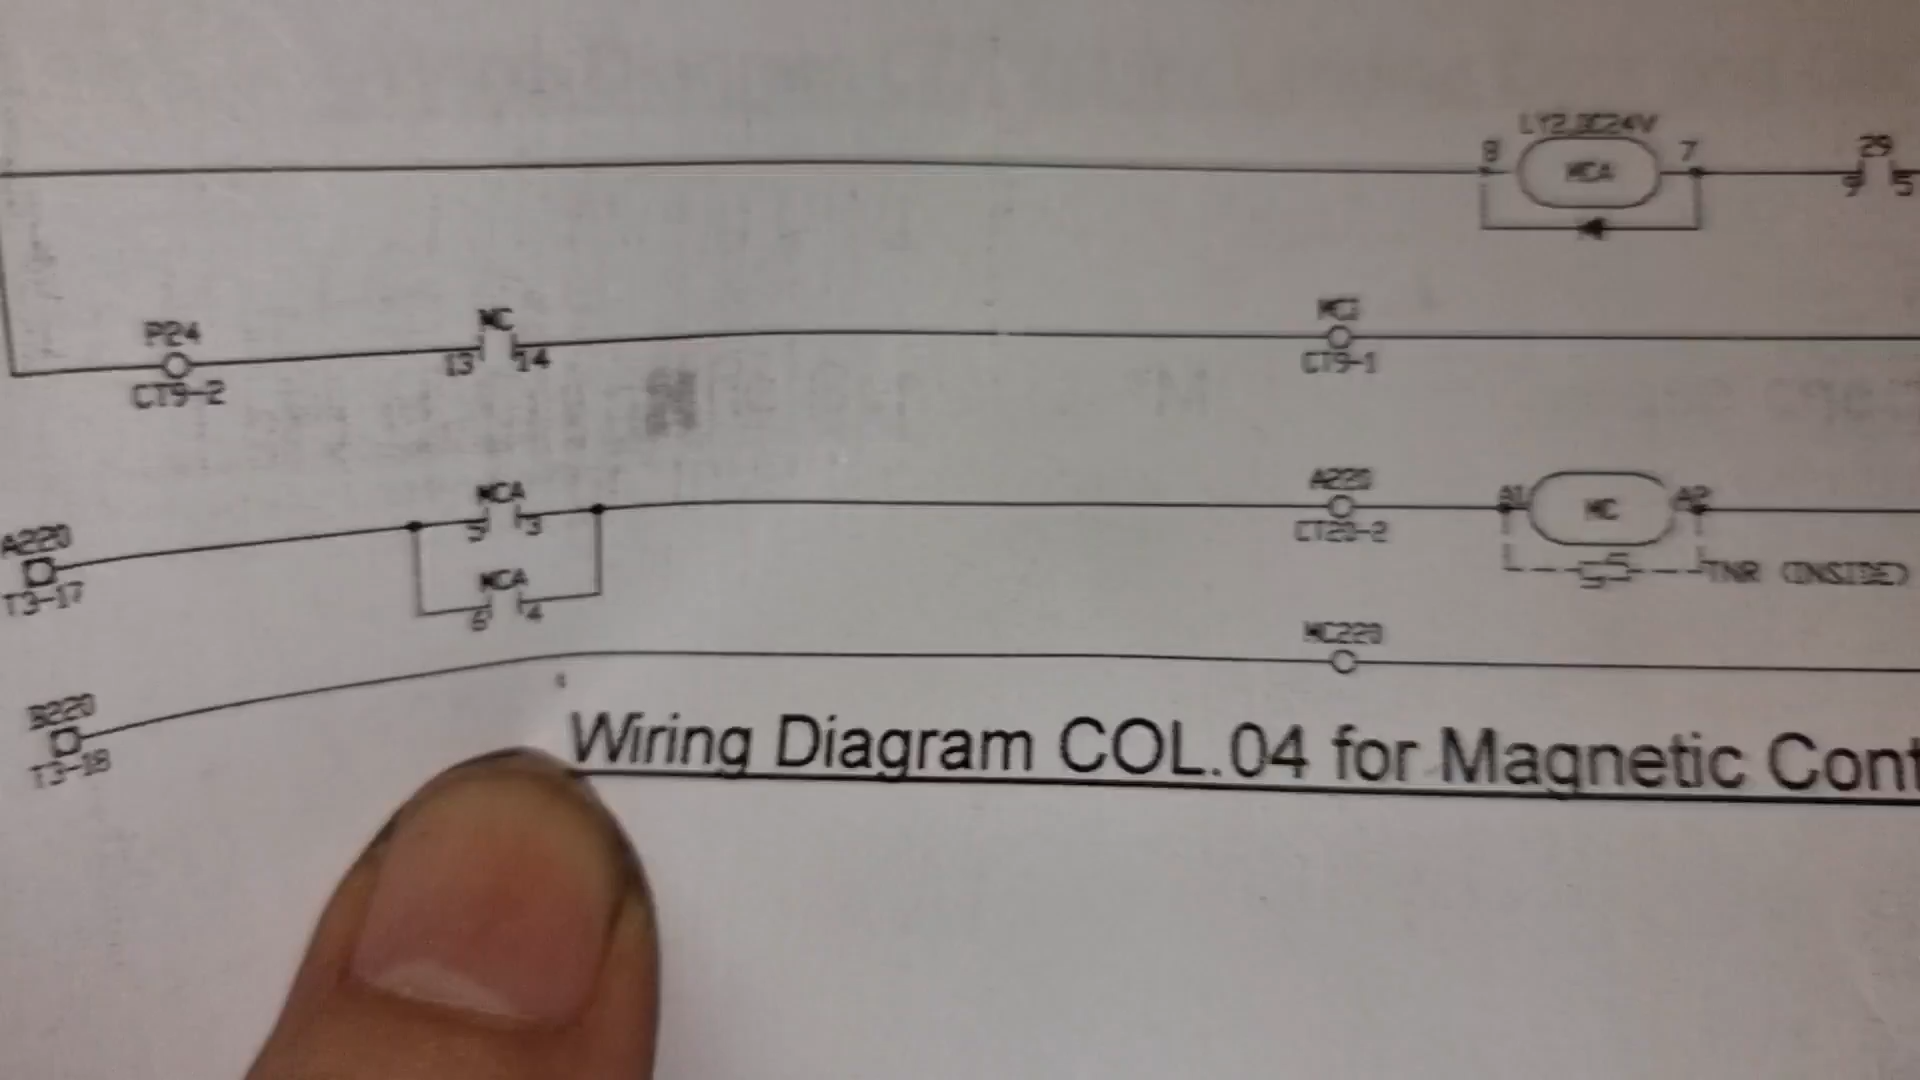 LY2.DC24V
8 MCA 7
29
9 5
P24
CT9-2
MC
13 14
CT9-1
MCA
5 3
MCA
6 4
A220
T3-17
A220
CT20-2
A1 MC A2
TNR (INSIDE)
B220
T3-18
MC220
Wiring Diagram COL.04 for Magnetic Cont